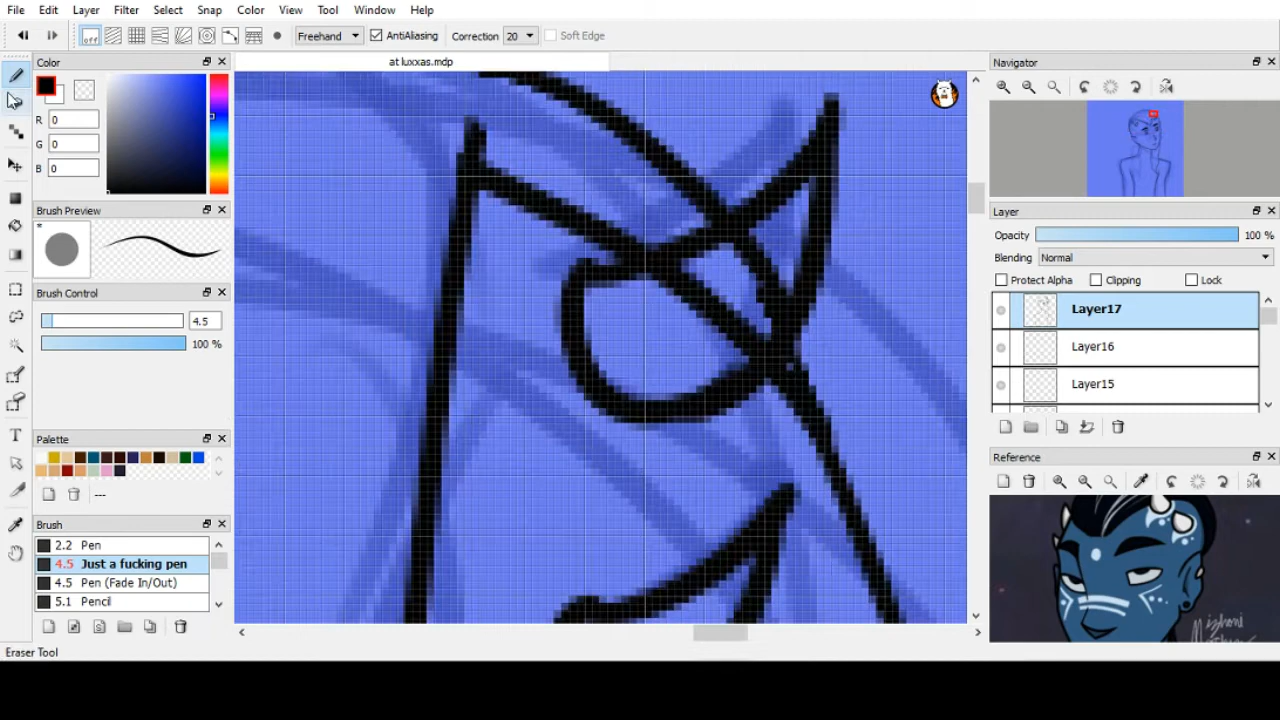 File Edit Layer Filter Select Snap Color View Tool Window Help
off Freehand AntiAliasing Correction 20 Soft Edge
Color
at luxxas.mdp
Navigator
R 0
G 0
B 0
Brush Preview
Layer
Opacity 100 %
Blending Normal
Protect Alpha Clipping Lock
Brush Control
4.5
100 %
Layer17
Layer16
Layer15
Palette
---
Reference
Brush
2.2 Pen
4.5 Just a fucking pen
4.5 Pen (Fade In/Out)
5.1 Pencil
Mizhoni
Eraser Tool